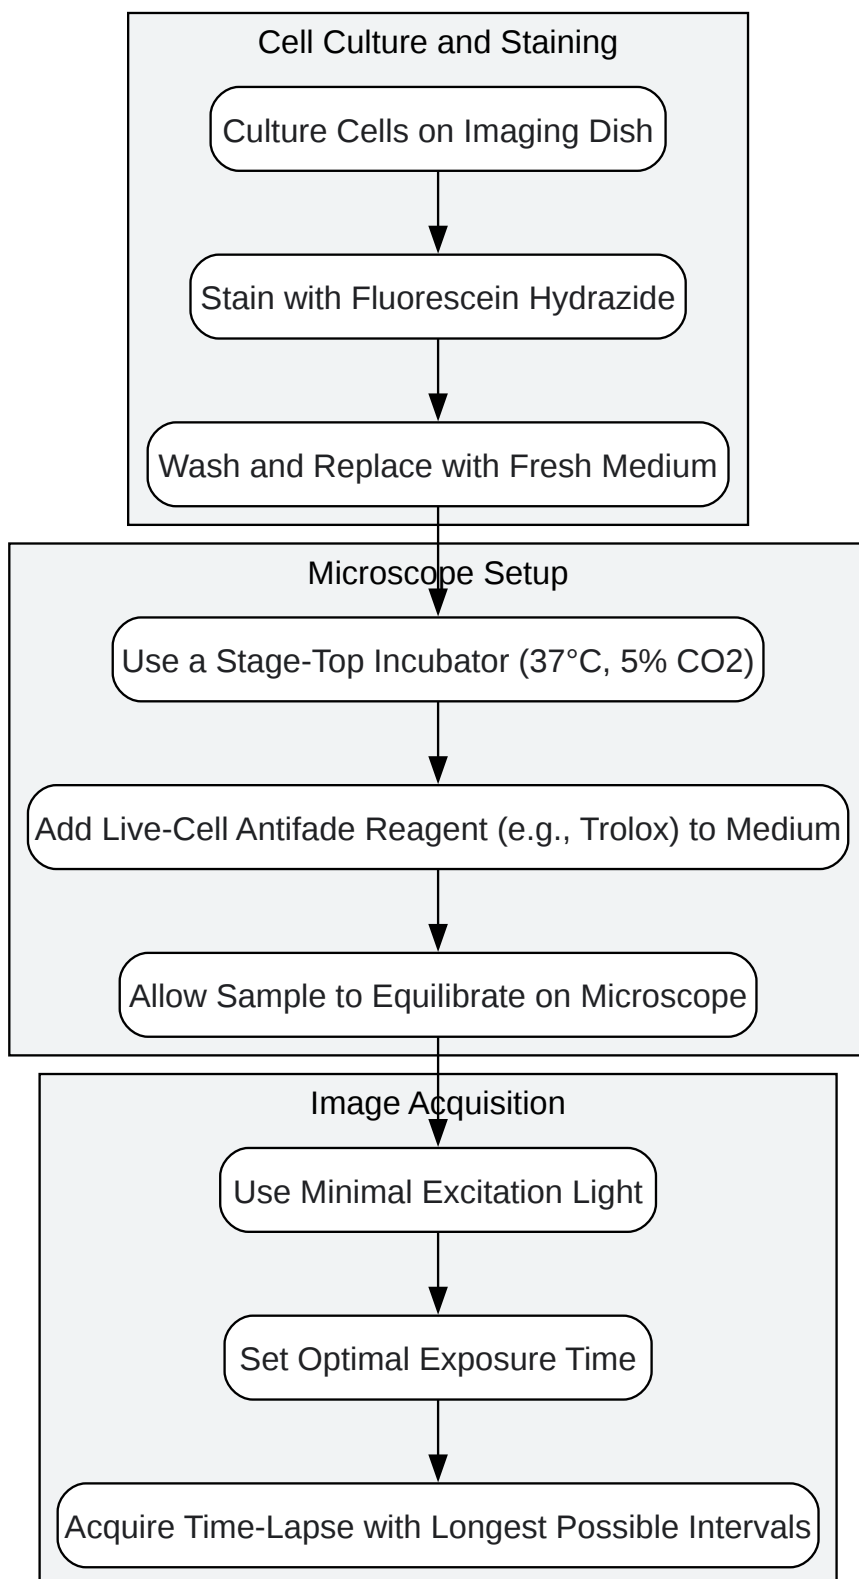 Cell Culture and Staining
Culture Cells on Imaging Dish
Stain with Fluorescein Hydrazide
Wash and Replace with Fresh Medium
Microscope Setup
Use a Stage-Top Incubator (37°C, 5% CO2)
Add Live-Cell Antifade Reagent (e.g., Trolox) to Medium
Allow Sample to Equilibrate on Microscope
Image Acquisition
Use Minimal Excitation Light
Set Optimal Exposure Time
Acquire Time-Lapse with Longest Possible Intervals